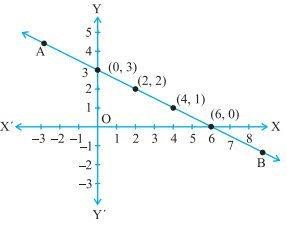 Y
5
4
A
3
(0, 3)
2
(2, 2)
1
(4, 1)
(6, 0)
X′
O
X
–3 –2 –1 1 2 3 4 5 6 7 8
–1
B
–2
–3
Y′